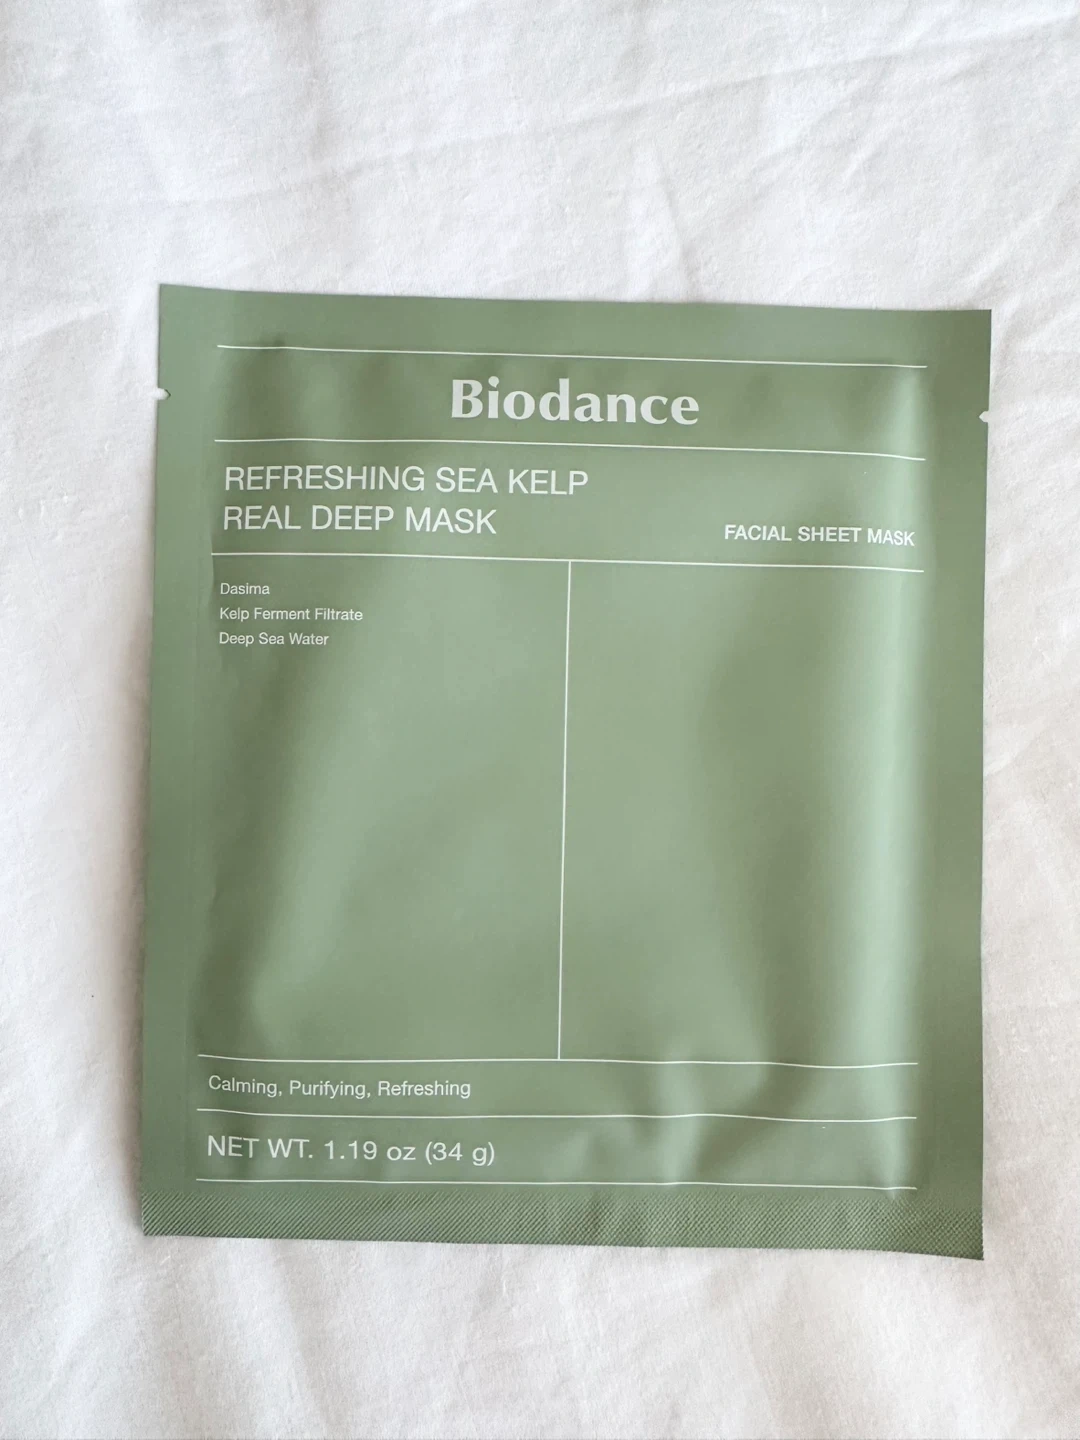 Biodance
REFRESHING SEA KELP
REAL DEEP MASK
FACIAL SHEET MASK
Dasima
Kelp Ferment Filtrate
Deep Sea Water
Calming, Purifying, Refreshing
NET WT. 1.19 oz (34 g)